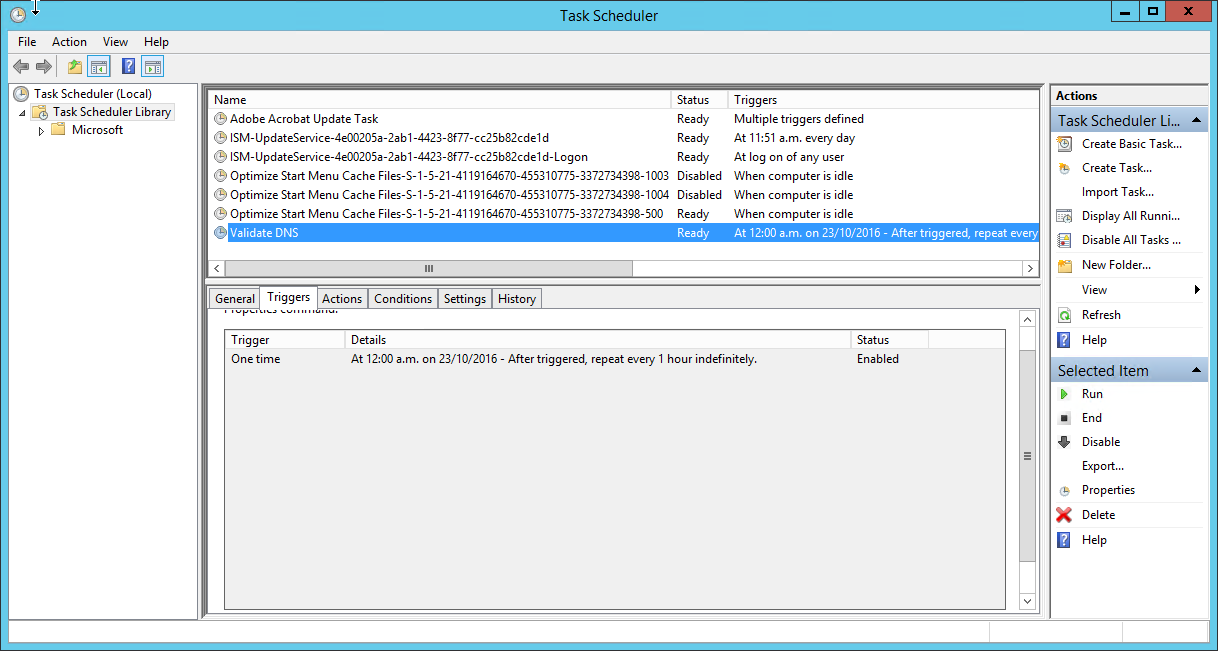 Task Scheduler
File Action View Help
Task Scheduler (Local)
Task Scheduler Library
Microsoft
Name Status Triggers
Adobe Acrobat Update Task Ready Multiple triggers defined
ISM-UpdateService-4e00205a-2ab1-4423-8f77-cc25b82cde1d Ready At 11:51 a.m. every day
ISM-UpdateService-4e00205a-2ab1-4423-8f77-cc25b82cde1d-Logon Ready At log on of any user
Optimize Start Menu Cache Files-S-1-5-21-4119164670-455310775-3372734398-1003 Disabled When computer is idle
Optimize Start Menu Cache Files-S-1-5-21-4119164670-455310775-3372734398-1004 Disabled When computer is idle
Optimize Start Menu Cache Files-S-1-5-21-4119164670-455310775-3372734398-500 Ready When computer is idle
Validate DNS Ready At 12:00 a.m. on 23/10/2016 - After triggered, repeat every
General Triggers Actions Conditions Settings History
Properties command.
Trigger Details Status
One time At 12:00 a.m. on 23/10/2016 - After triggered, repeat every 1 hour indefinitely. Enabled
Actions
Task Scheduler Li...
Create Basic Task...
Create Task...
Import Task...
Display All Runni...
Disable All Tasks ...
New Folder...
View
Refresh
Help
Selected Item
Run
End
Disable
Export...
Properties
Delete
Help